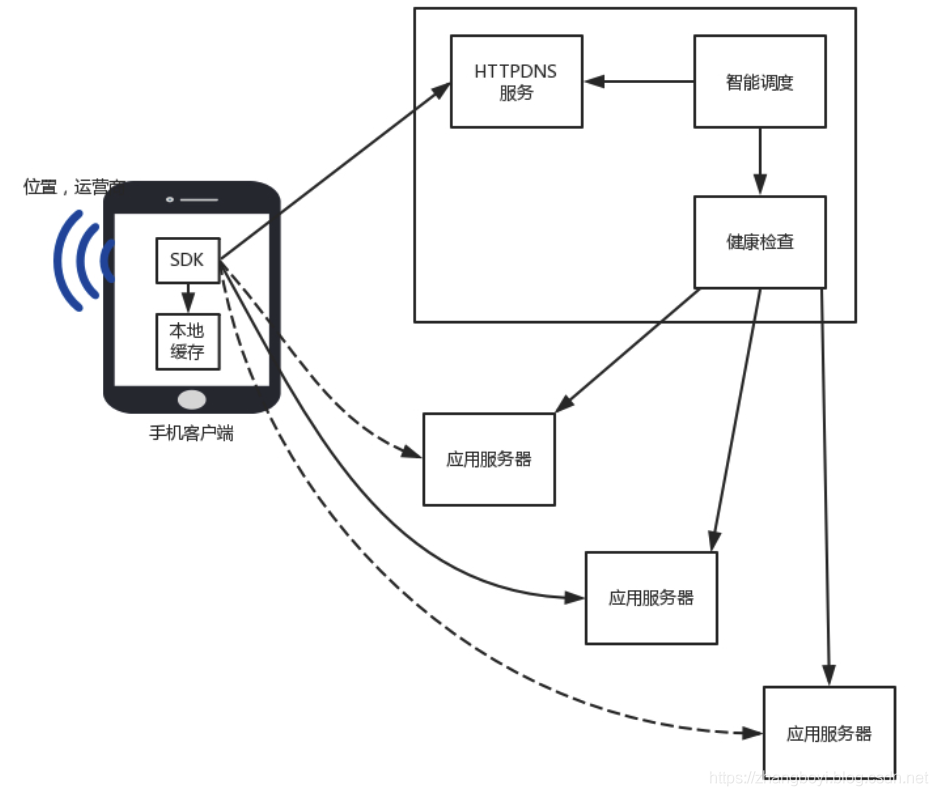 HTTPDNS
服务
智能调度
位置，运营商
SDK
健康检查
本地
缓存
手机客户端
应用服务器
应用服务器
应用服务器
https://zhangboyi.blog.csdn.net